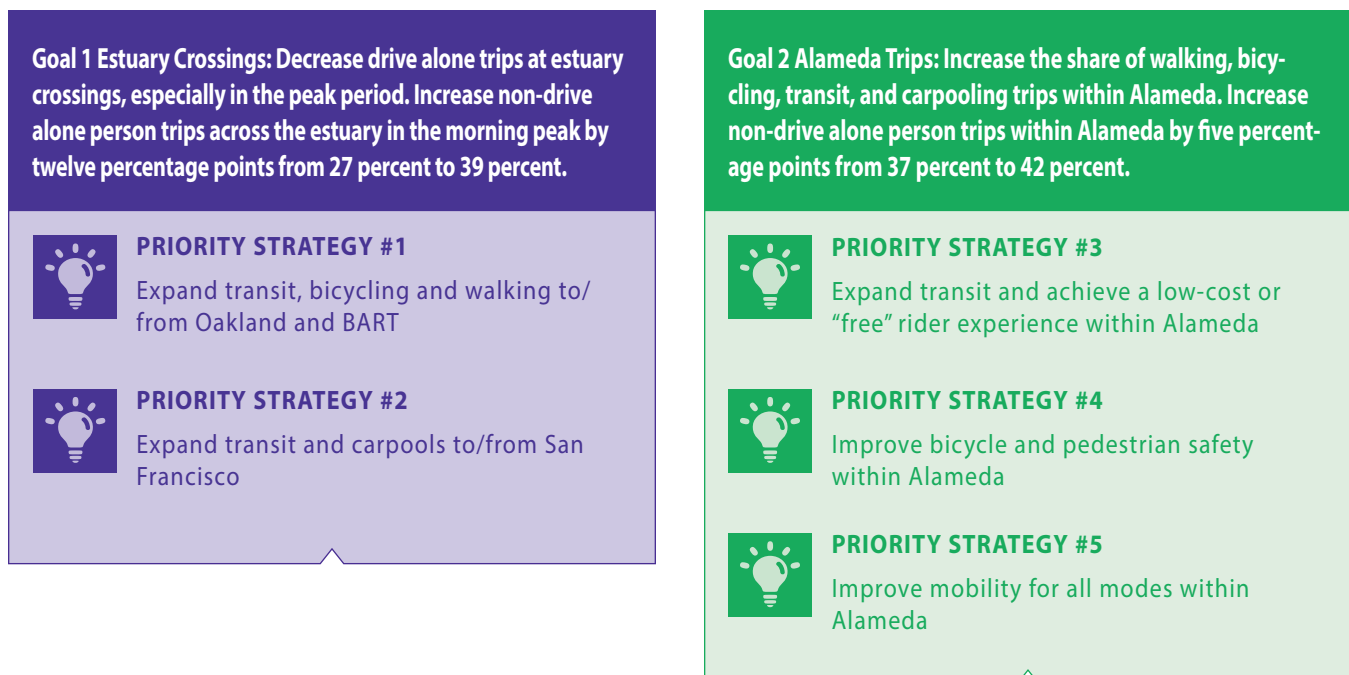 Goal 1 Estuary Crossings: Decrease drive alone trips at estuary
crossings, especially in the peak period. Increase non-drive
alone person trips across the estuary in the morning peak by
twelve percentage points from 27 percent to 39 percent.
PRIORITY STRATEGY #1
Expand transit, bicycling and walking to/
from Oakland and BART
PRIORITY STRATEGY #2
Expand transit and carpools to/from San
Francisco
Goal 2 Alameda Trips: Increase the share of walking, bicy-
cling, transit, and carpooling trips within Alameda. Increase
non-drive alone person trips within Alameda by five percent-
age points from 37 percent to 42 percent.
PRIORITY STRATEGY #3
Expand transit and achieve a low-cost or
“free” rider experience within Alameda
PRIORITY STRATEGY #4
Improve bicycle and pedestrian safety
within Alameda
PRIORITY STRATEGY #5
Improve mobility for all modes within
Alameda